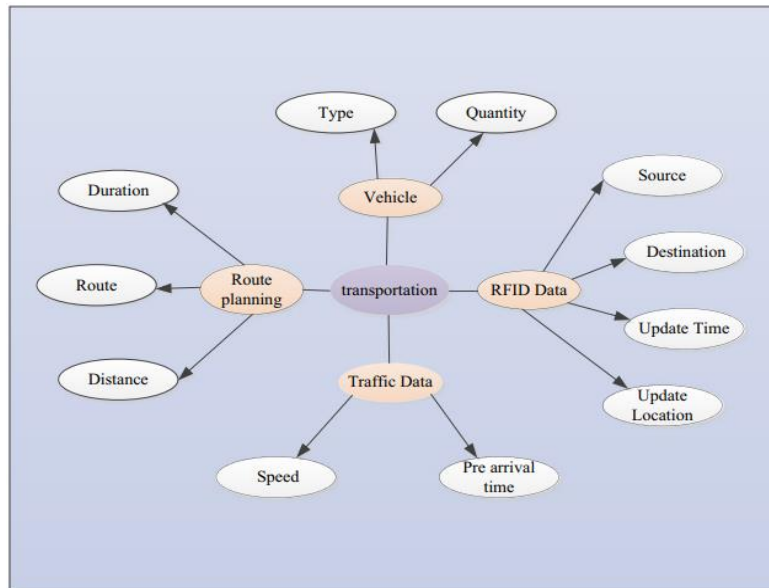 Type
Quantity
Source
Duration
Vehicle
Destination
Route
Route
planning
transportation
RFID Data
Update Time
Distance
Traffic Data
Update
Location
Speed
Pre arrival
time